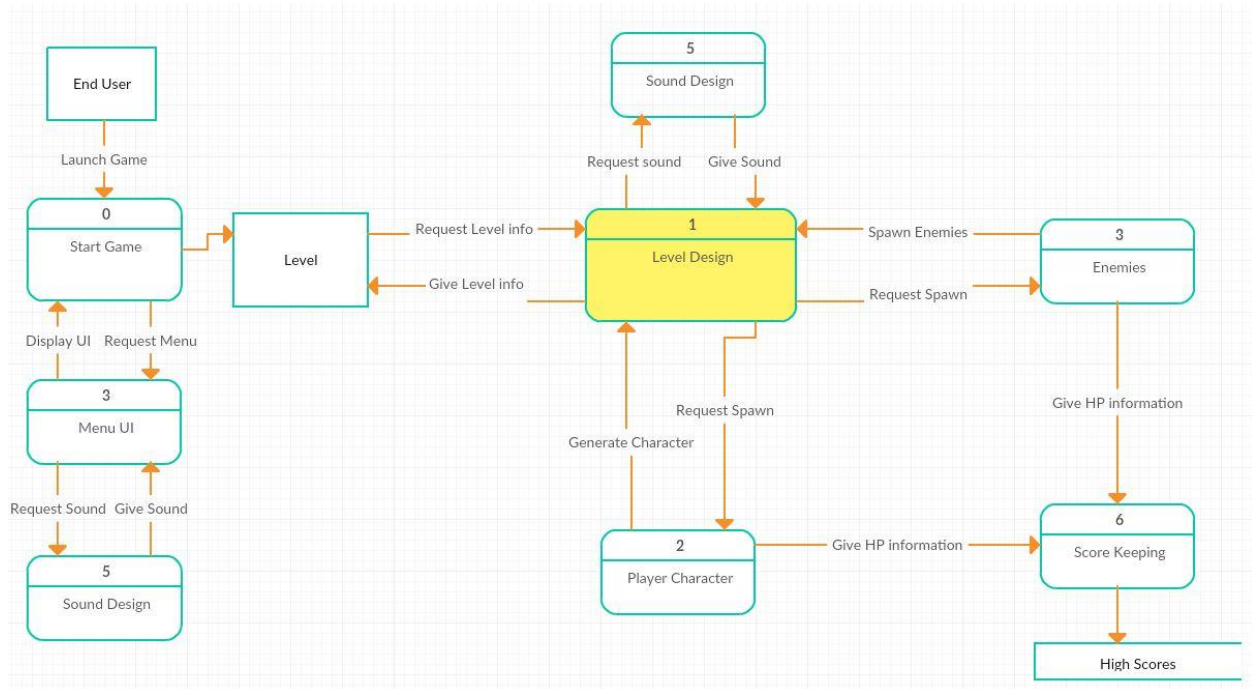 5
Sound Design
End User
Launch Game
Request sound
Give Sound
0
Start Game
Level
Request Level info
Give Level info
1
Level Design
Spawn Enemies
Request Spawn
3
Enemies
Display UI
Request Menu
3
Menu UI
Request Spawn
Generate Character
Give HP information
Request Sound
Give Sound
5
Sound Design
2
Player Character
Give HP information
6
Score Keeping
High Scores